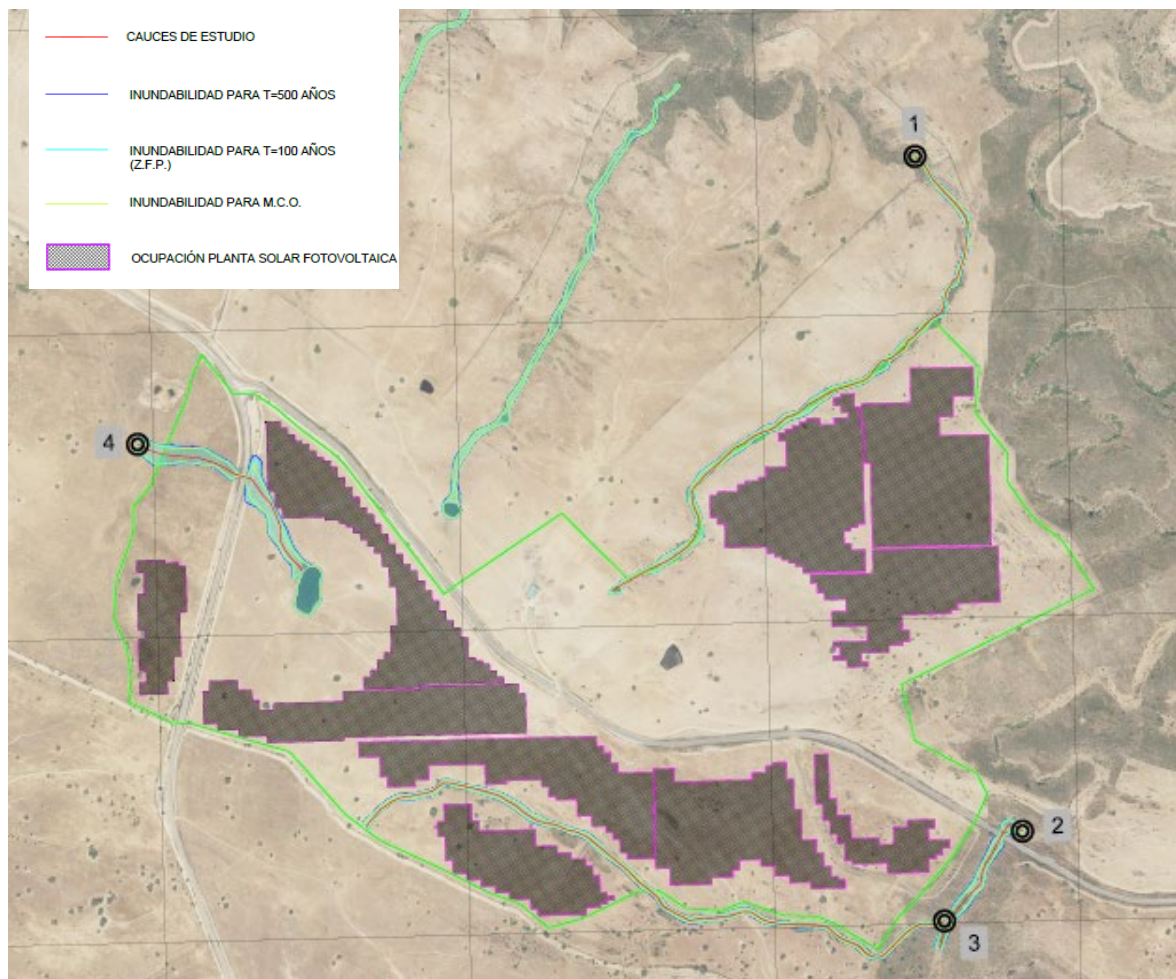 CAUCES DE ESTUDIO
INUNDABILIDAD PARA T=500 AÑOS
INUNDABILIDAD PARA T=100 AÑOS
(Z.F.P.)
INUNDABILIDAD PARA M.C.O.
OCUPACIÓN PLANTA SOLAR FOTOVOLTAICA
1
4
2
3